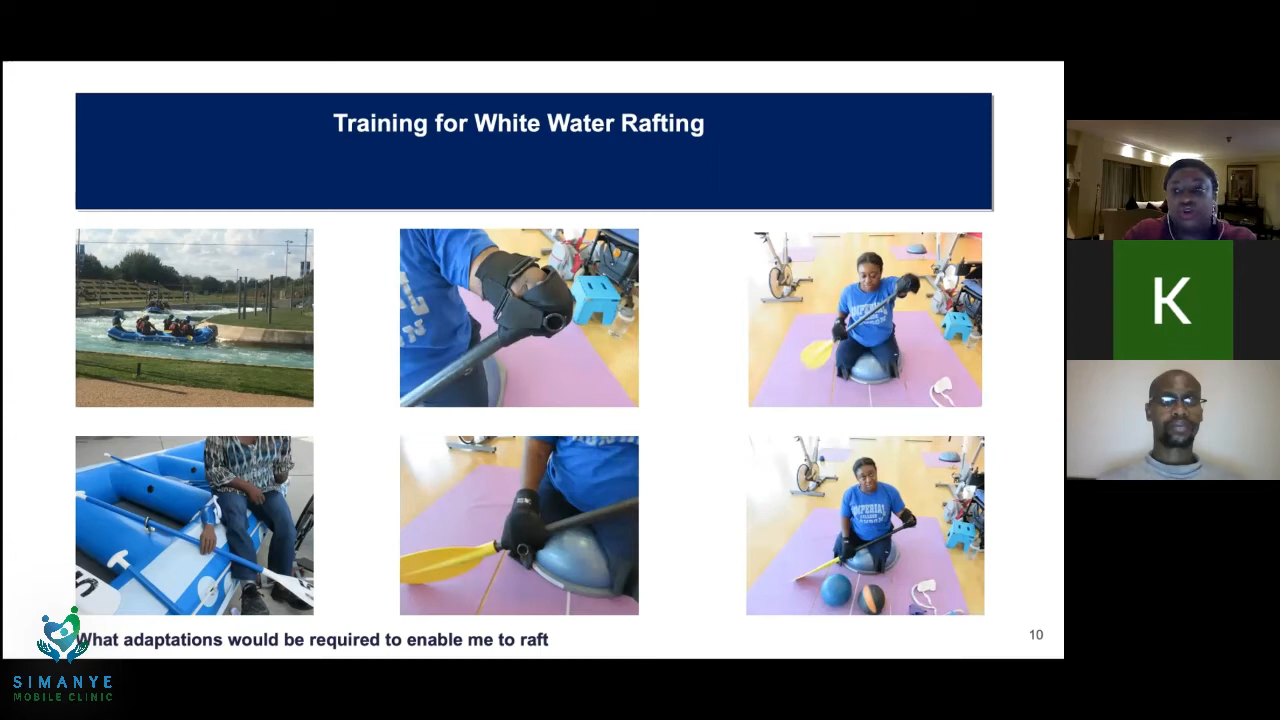 Training for White Water Rafting
IMPERIAL
IMPERIAL
What adaptations would be required to enable me to raft
10
K
SIMANYE
MOBILE CLINIC